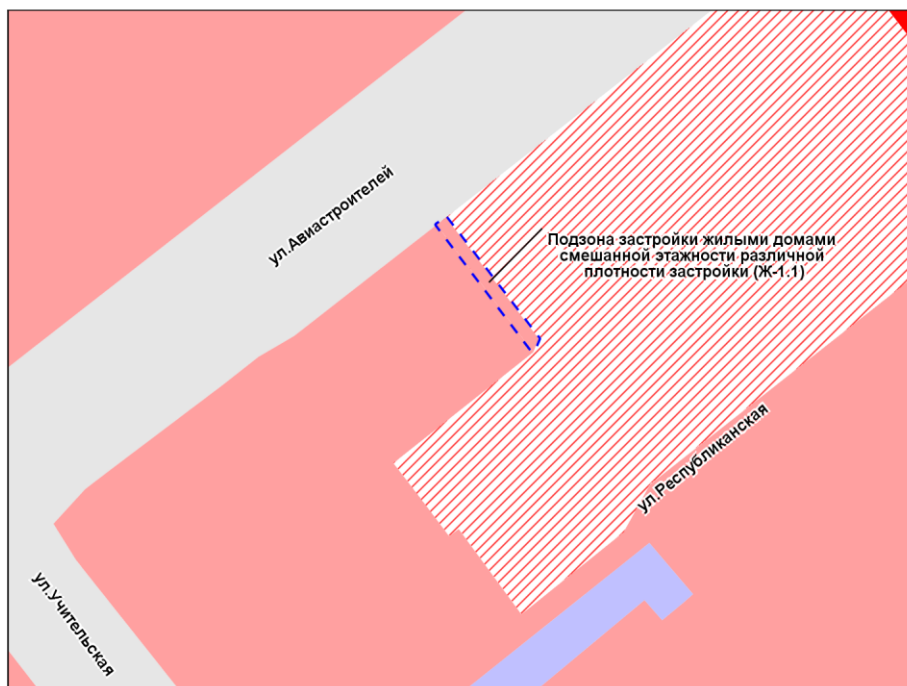 ул.Авиастроителей
Подзона застройки жилыми домами
смешанной этажности различной
плотности застройки (Ж-1.1)
ул.Республиканская
ул.Учительская